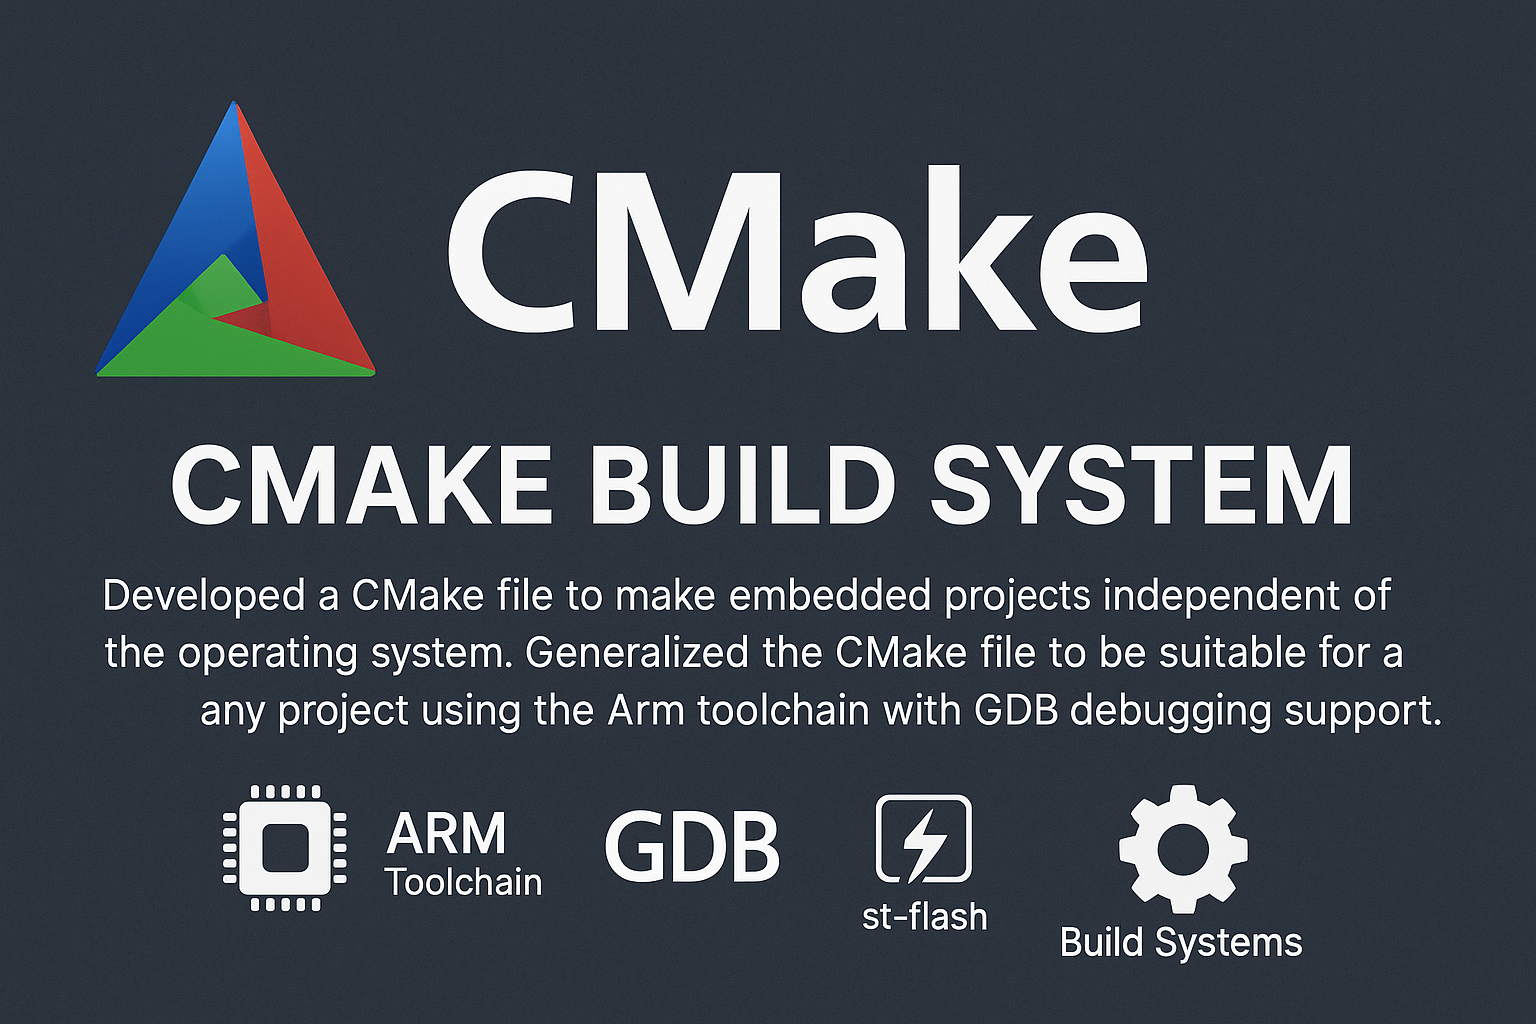 CMake
CMAKE BUILD SYSTEM
Developed a CMake file to make embedded projects independent of
the operating system. Generalized the CMake file to be suitable for a
any project using the Arm toolchain with GDB debugging support.
ARM
Toolchain
GDB
st-flash
Build Systems